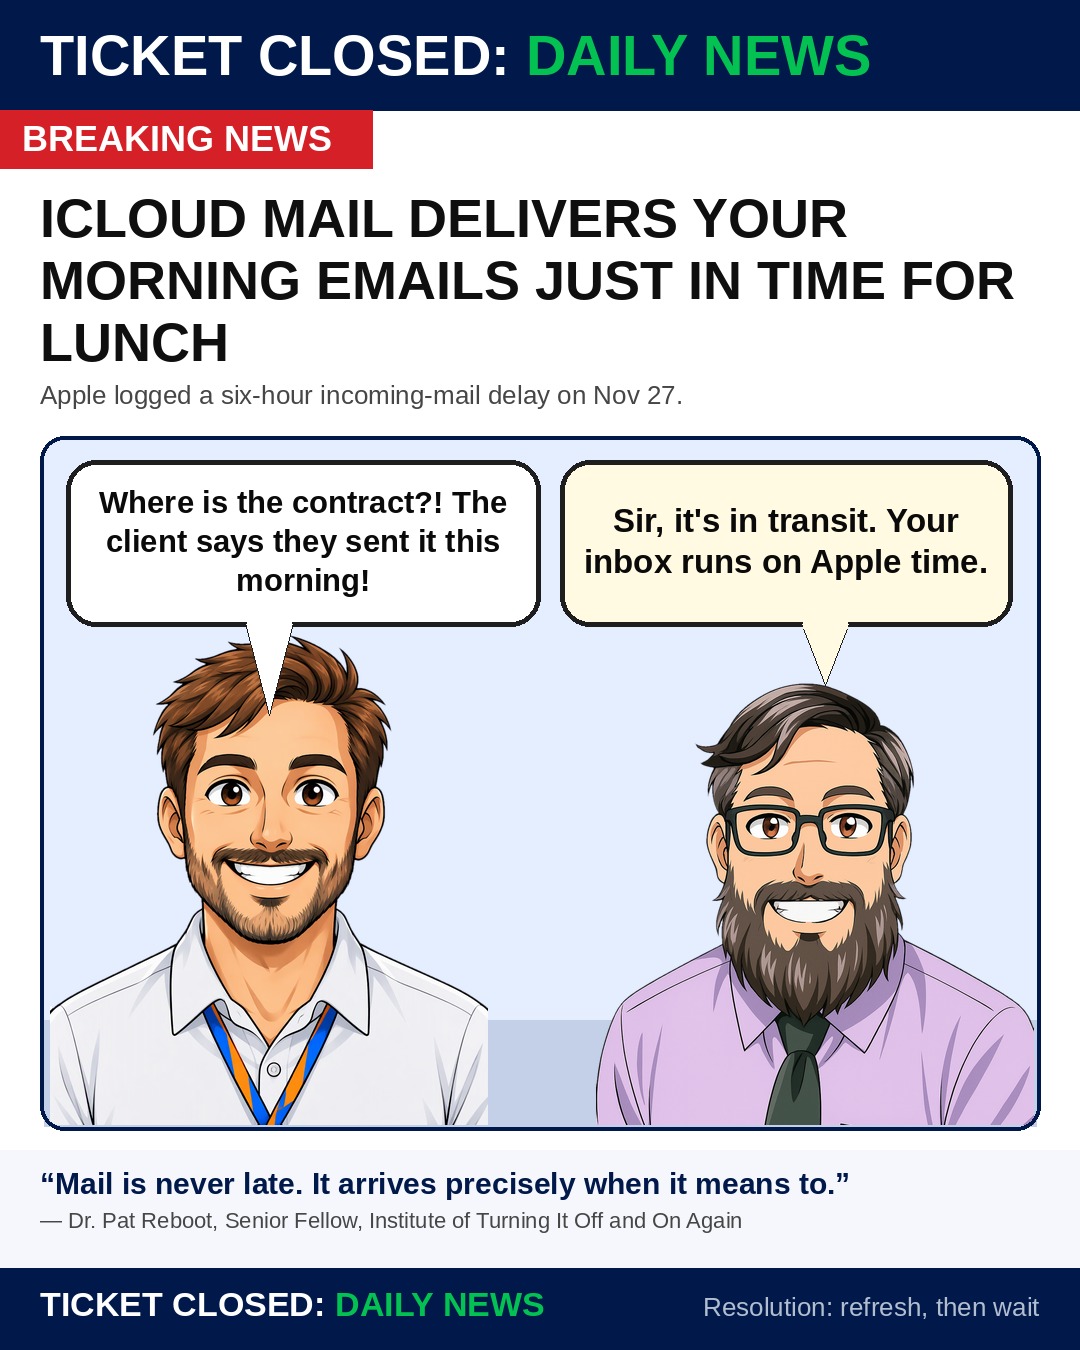 TICKET CLOSED: DAILY NEWS
BREAKING NEWS
ICLOUD MAIL DELIVERS YOUR
MORNING EMAILS JUST IN TIME FOR
LUNCH
Apple logged a six-hour incoming-mail delay on Nov 27.
Where is the contract?! The
client says they sent it this
morning!
Sir, it's in transit. Your
inbox runs on Apple time.
“Mail is never late. It arrives precisely when it means to.”
— Dr. Pat Reboot, Senior Fellow, Institute of Turning It Off and On Again
TICKET CLOSED: DAILY NEWS
Resolution: refresh, then wait